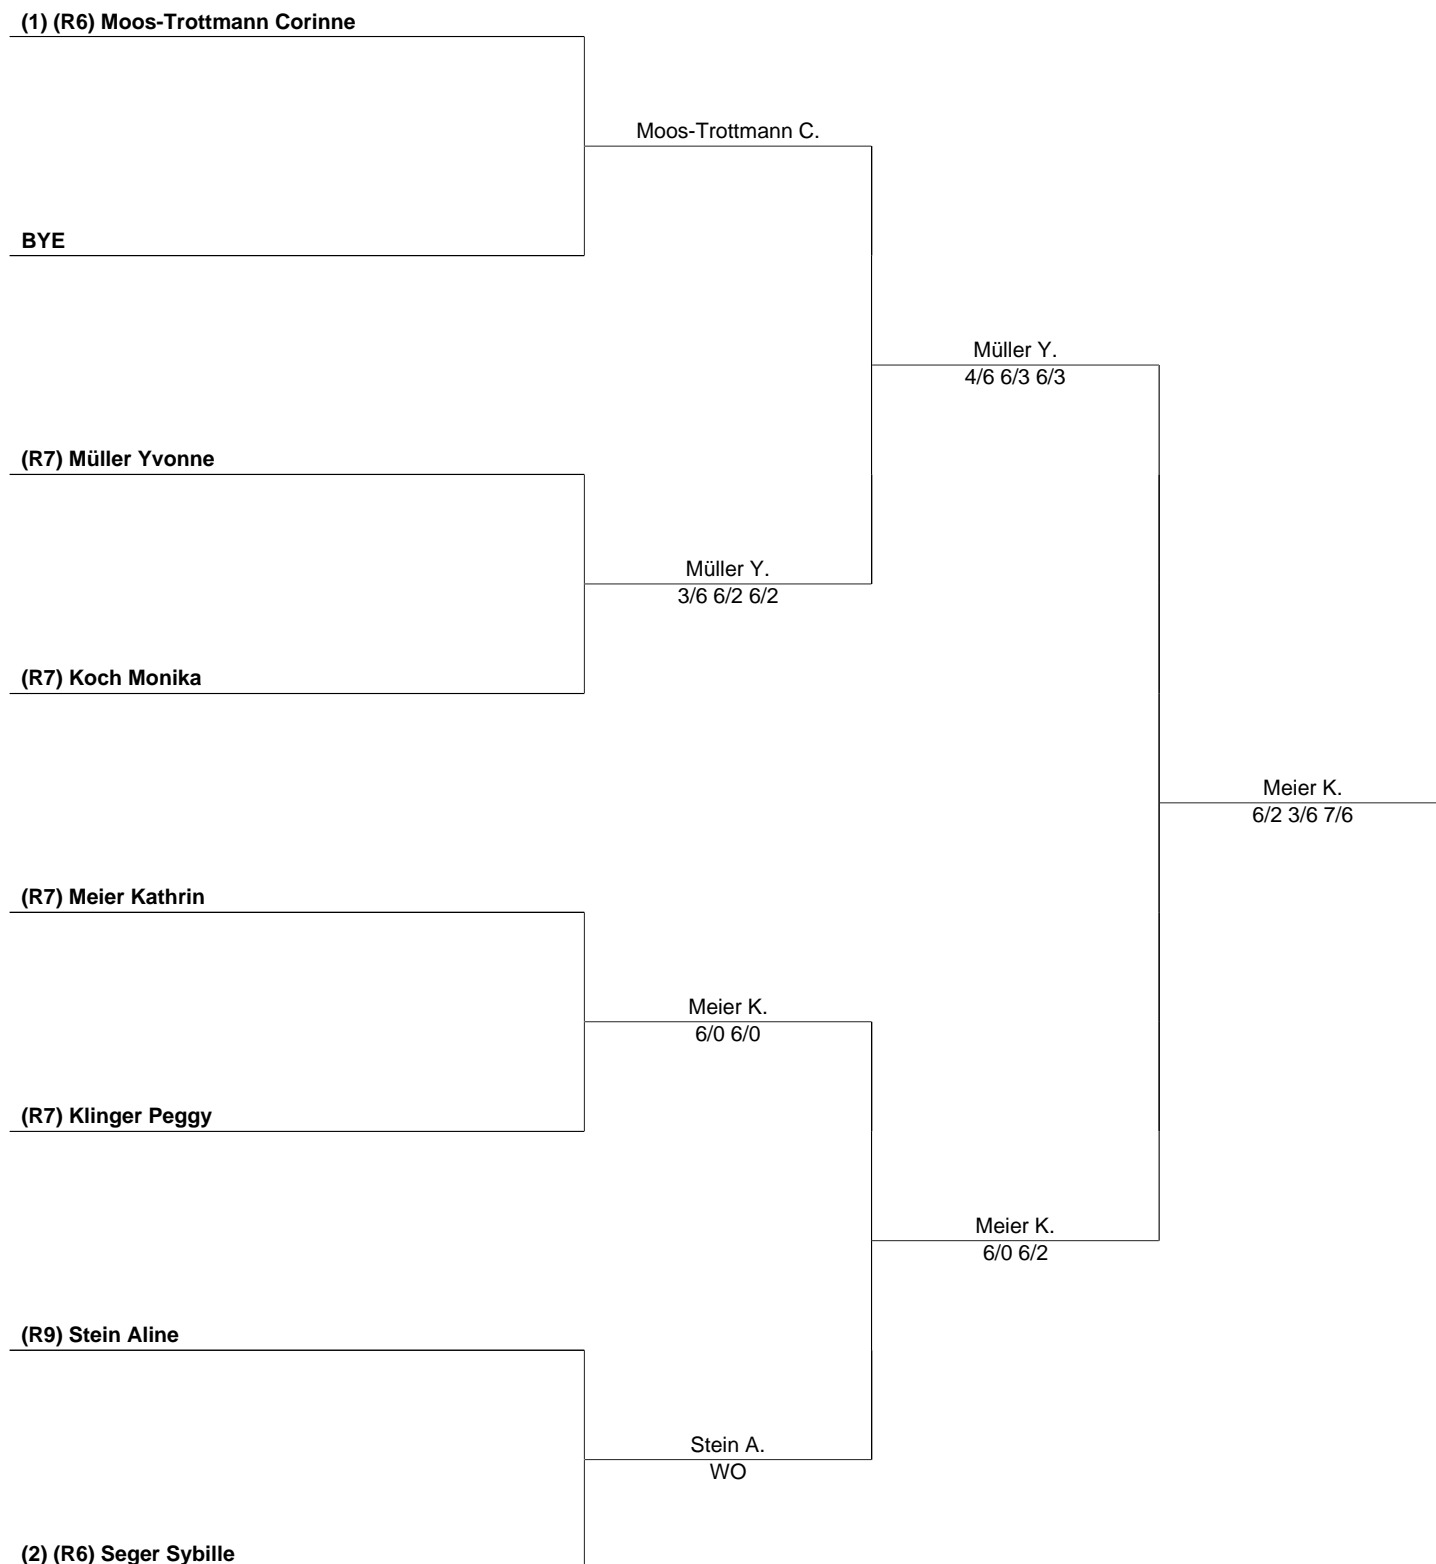 (1) (R6) Moos-Trottmann Corinne
Moos-Trottmann C.
BYE
Müller Y.
4/6 6/3 6/3
(R7) Müller Yvonne
Müller Y.
3/6 6/2 6/2
(R7) Koch Monika
Meier K.
6/2 3/6 7/6
(R7) Meier Kathrin
Meier K.
6/0 6/0
(R7) Klinger Peggy
Meier K.
6/0 6/2
(R9) Stein Aline
Stein A.
WO
(2) (R6) Seger Sybille